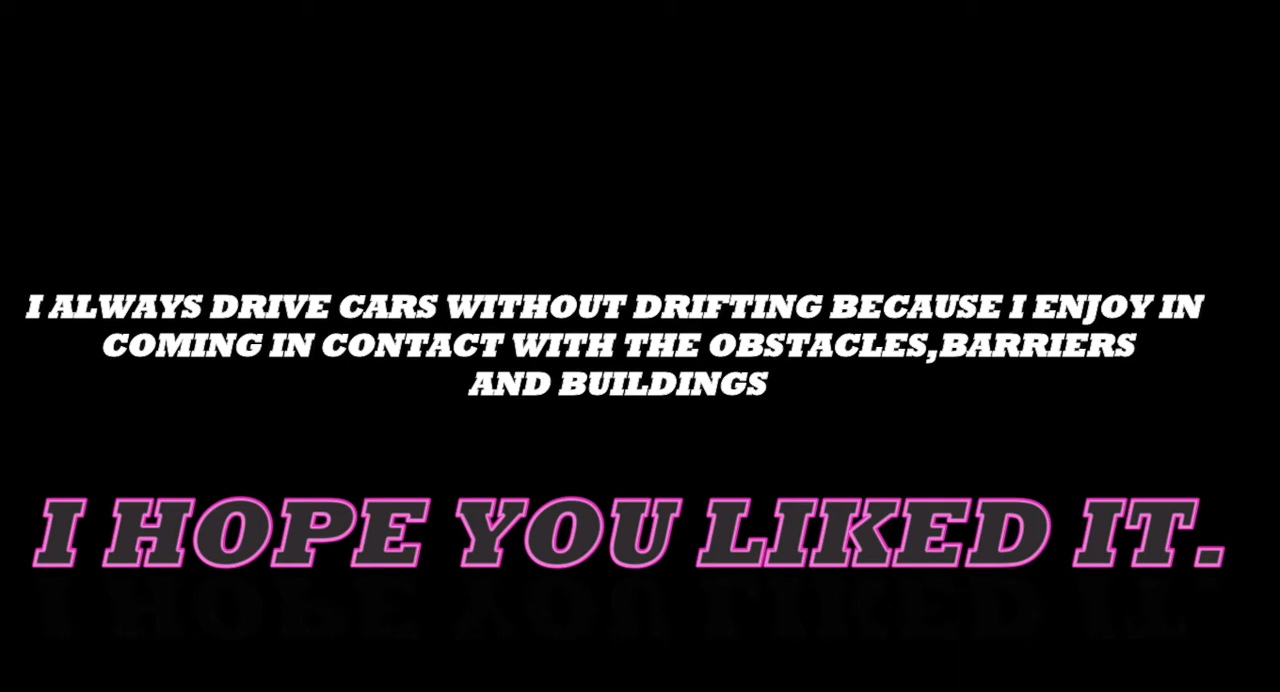 I ALWAYS DRIVE CARS WITHOUT DRIFTING BECAUSE I ENJOY IN
COMING IN CONTACT WITH THE OBSTACLES,BARRIERS
AND BUILDINGS
I HOPE YOU LIKED IT.